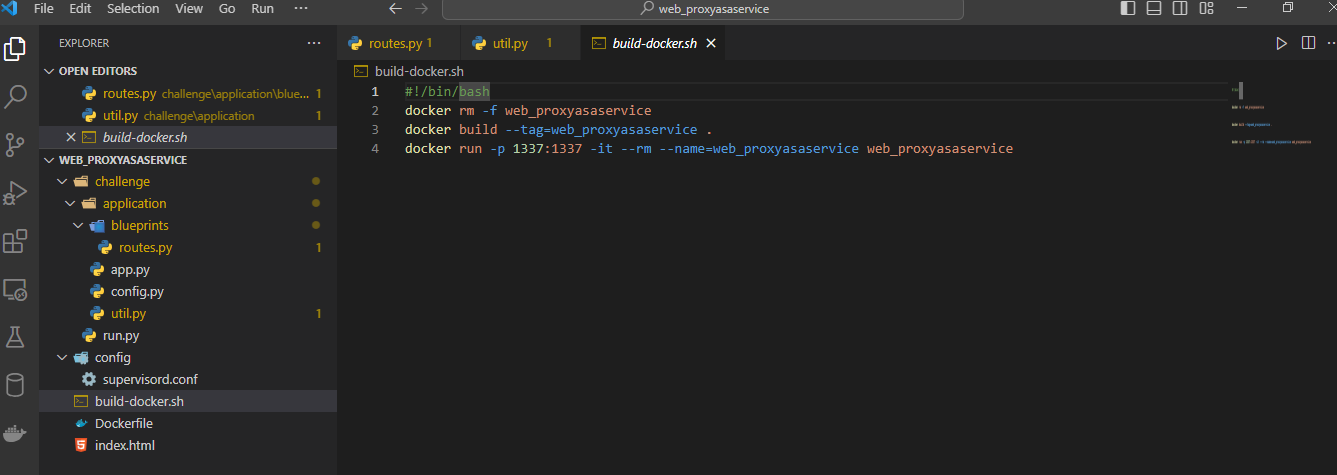 File Edit Selection View Go Run ··· ← → web_proxyasaservice
EXPLORER ···
routes.py 1 util.py 1 build-docker.sh ×
OPEN EDITORS
routes.py challenge\application\blue... 1
util.py challenge\application 1
× build-docker.sh
WEB_PROXYASASERVICE
challenge
application
blueprints
routes.py 1
app.py
config.py
util.py 1
run.py
config
supervisord.conf
build-docker.sh
Dockerfile
index.html
build-docker.sh
1 #!/bin/bash
2 docker rm -f web_proxyasaservice
3 docker build --tag=web_proxyasaservice .
4 docker run -p 1337:1337 -it --rm --name=web_proxyasaservice web_proxyasaservice